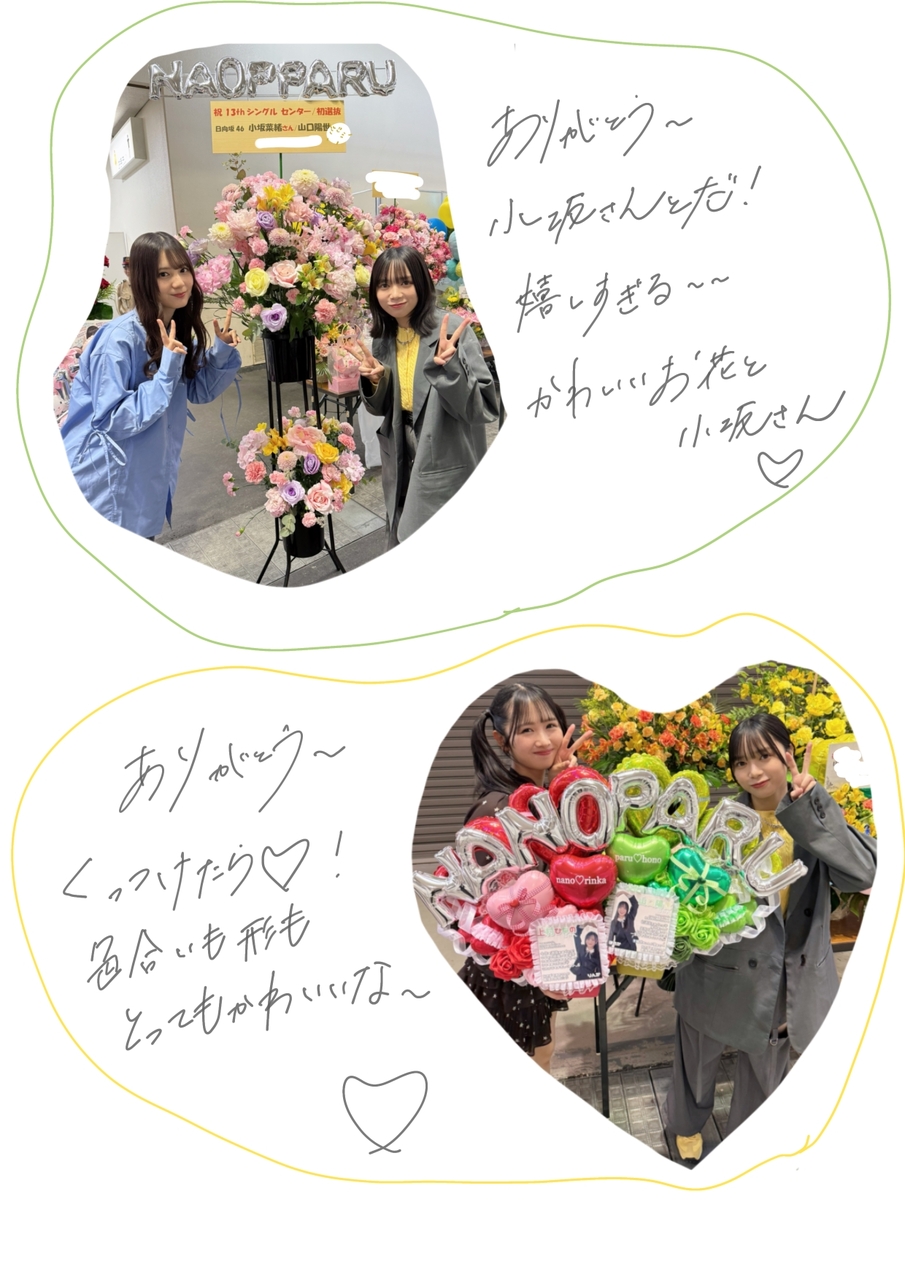 NAOPPARU
祝 13thシングル センター/初選抜
日向坂46 小坂菜緒さん/山口陽世
ありがとう〜
小坂さんとだ!
嬉しすぎる〜〜
かわいいお花と
小坂さん
♡
ありがとう〜
くっつけたら♡!
色合いも形も
とってもかわいいな〜
♡
NONOPARU
paru♡hono
nano♡rinka